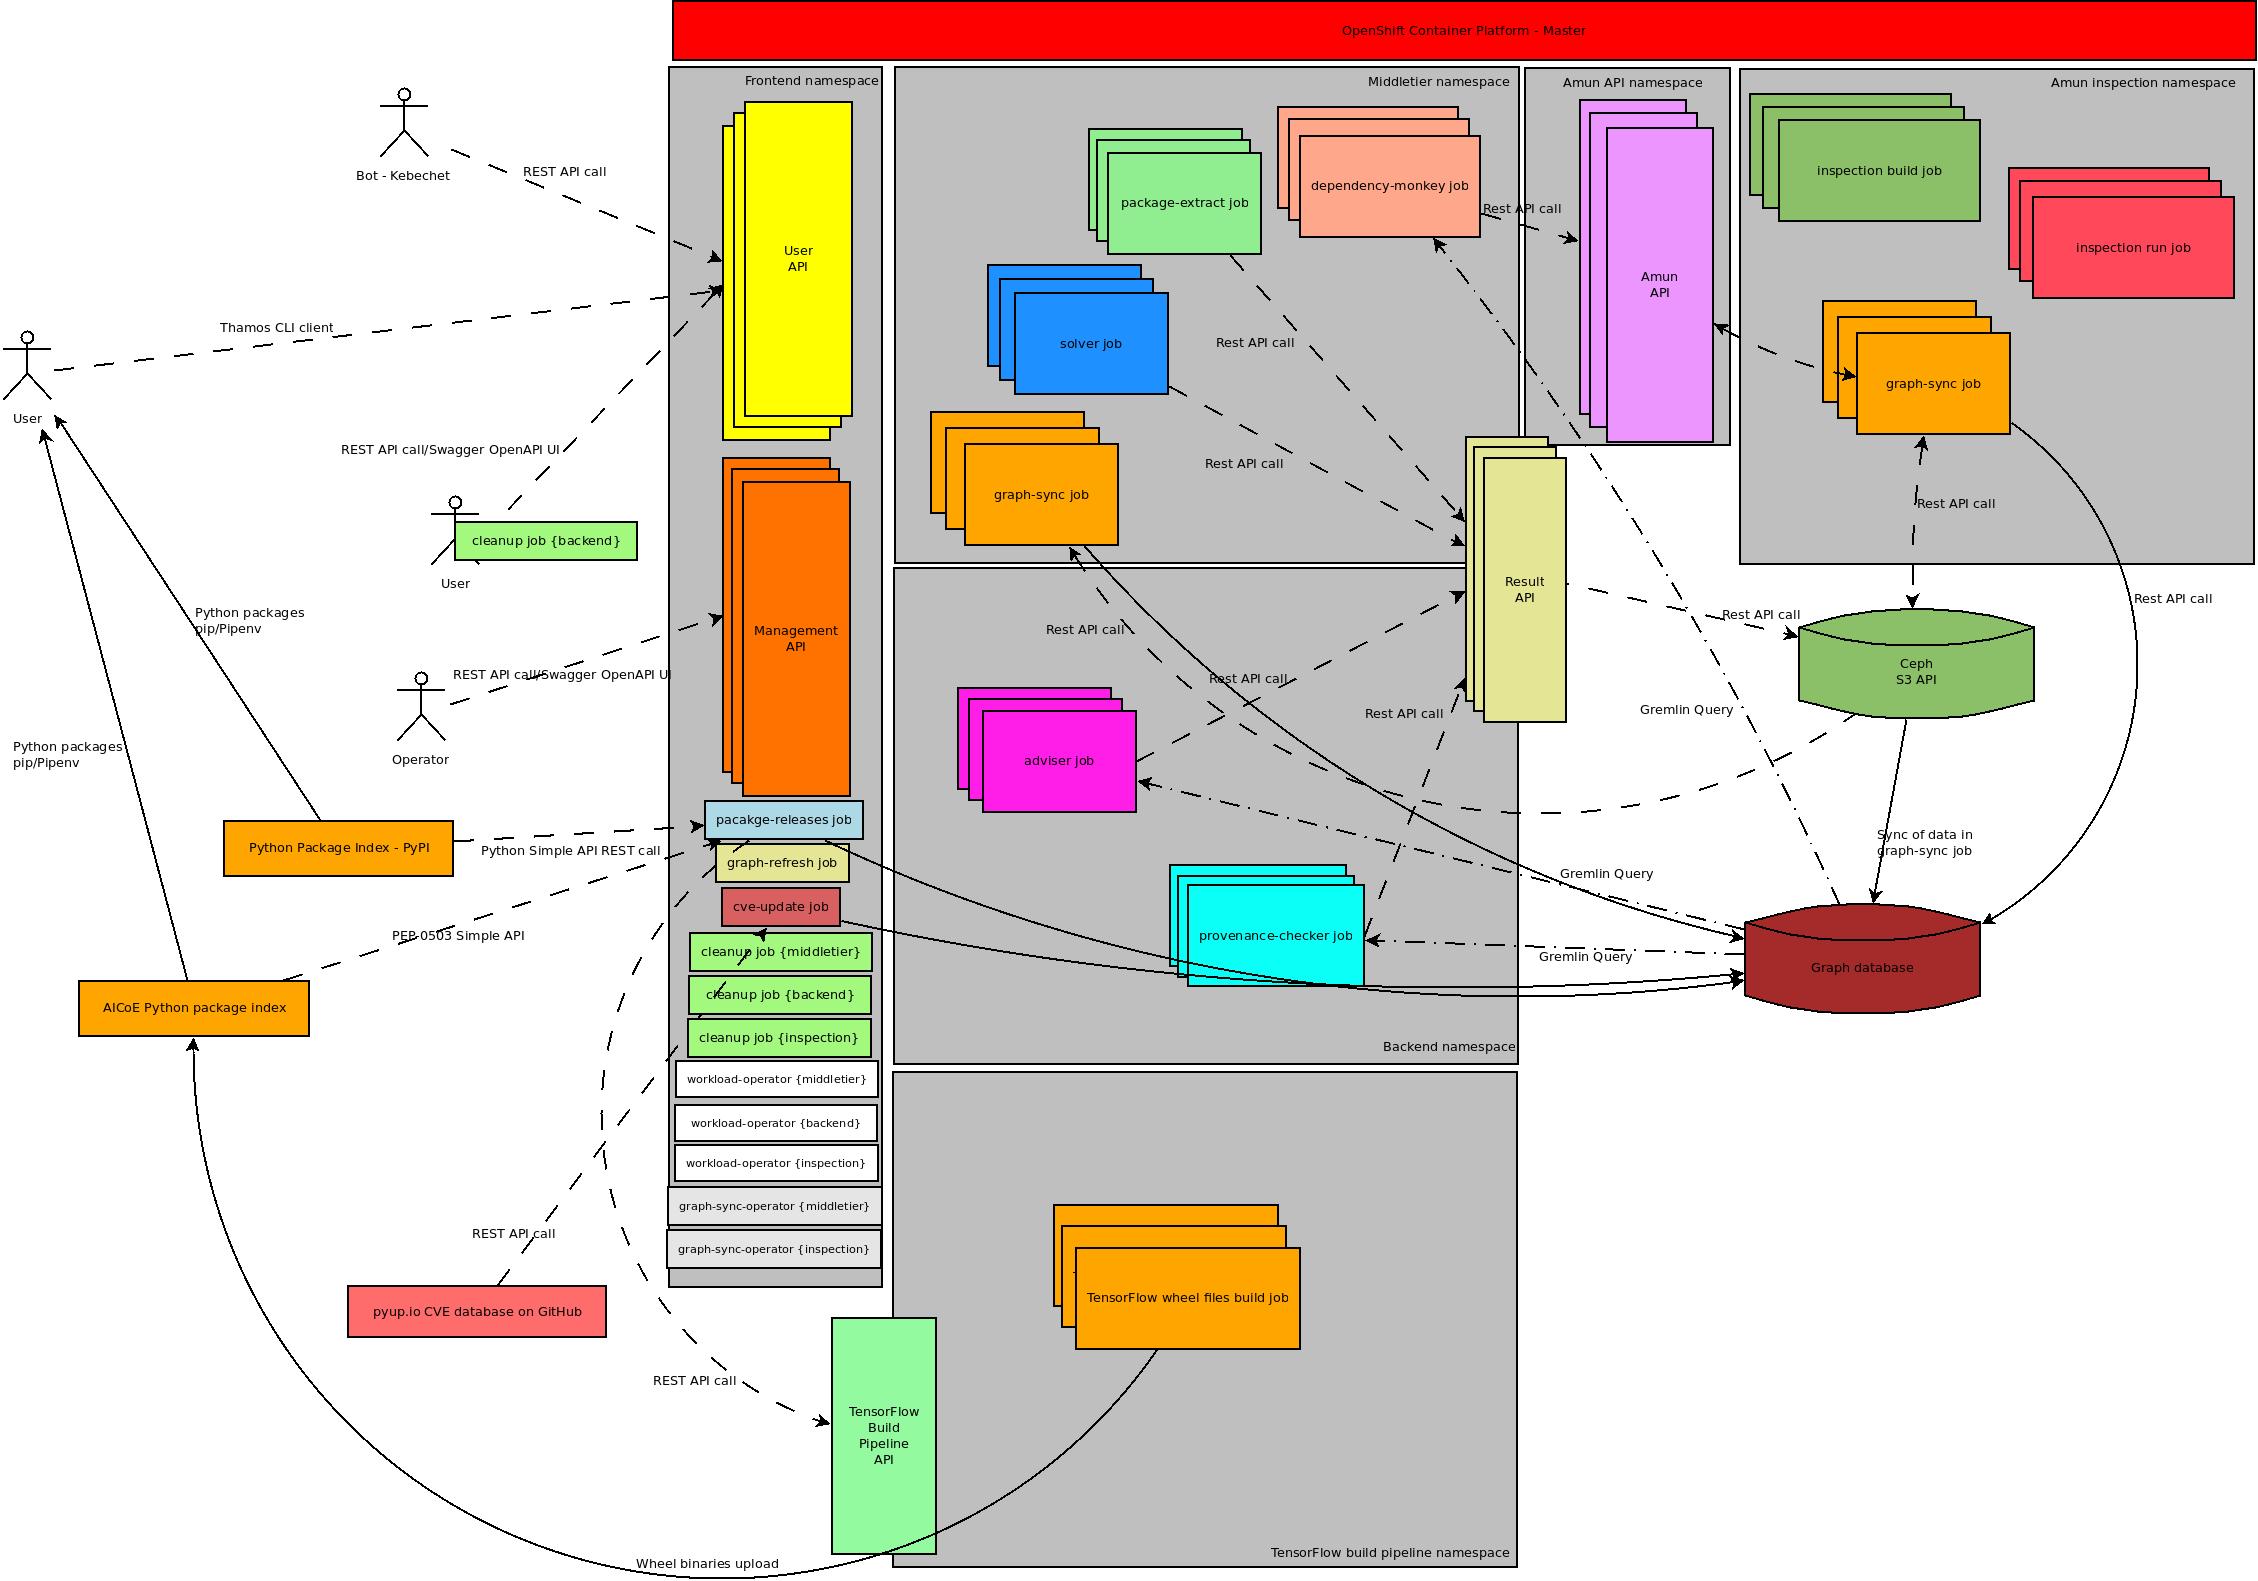 OpenShift Container Platform - Master
Frontend namespace
Middletier namespace
Amun API namespace
Amun inspection namespace
Bot - Kebechet
REST API call
User
API
package-extract job
dependency-monkey job
Rest API call
Amun
API
inspection build job
inspection run job
graph-sync job
Thamos CLI client
User
solver job
Rest API call
REST API call/Swagger OpenAPI UI
Rest API call
graph-sync job
Rest API call
cleanup job {backend}
User
Python packages
pip/Pipenv
Management
API
REST API call/Swagger OpenAPI UI
Operator
Rest API call
Result
API
Rest API call
Rest API call
Ceph
S3 API
Rest API call
Rest API call
Gremlin Query
Python packages
pip/Pipenv
adviser job
pacakge-releases job
Python Package Index - PyPI
Python Simple API REST call
graph-refresh job
Sync of data in
graph-sync job
Gremlin Query
cve-update job
PEP-0503 Simple API
cleanup job {middletier}
provenance-checker job
Gremlin Query
Graph database
cleanup job {backend}
AICoE Python package index
cleanup job {inspection}
Backend namespace
workload-operator {middletier}
workload-operator {backend}
workload-operator {inspection}
graph-sync-operator {middletier}
REST API call
graph-sync-operator {inspection}
pyup.io CVE database on GitHub
TensorFlow wheel files build job
REST API call
TensorFlow
Build
Pipeline
API
Wheel binaries upload
TensorFlow build pipeline namespace